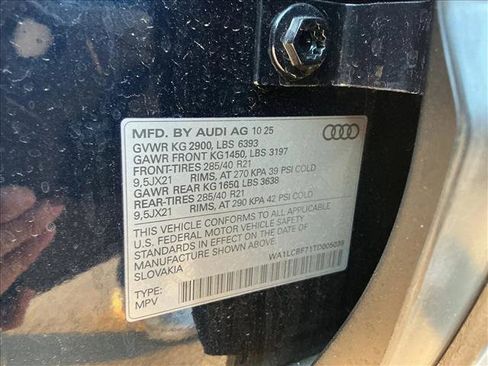 MFD. BY AUDI AG 10 25
GVWR KG 2900, LBS 6393
GAWR FRONT KG1450, LBS 3197
FRONT-TIRES 285/40 R21
9,5JX21 RIMS, AT 270 KPA 39 PSI COLD
GAWR REAR KG 1650, LBS 3638
REAR-TIRES 285/40 R21
9,5JX21 RIMS, AT 290 KPA 42 PSI COLD
THIS VEHICLE CONFORMS TO ALL APPLICABLE
U.S. FEDERAL MOTOR VEHICLE SAFETY
STANDARDS IN EFFECT ON THE DATE OF
MANUFACTURE SHOWN ABOVE
SLOVAKIA
WA1LCBF71TD005039
TYPE:
MPV